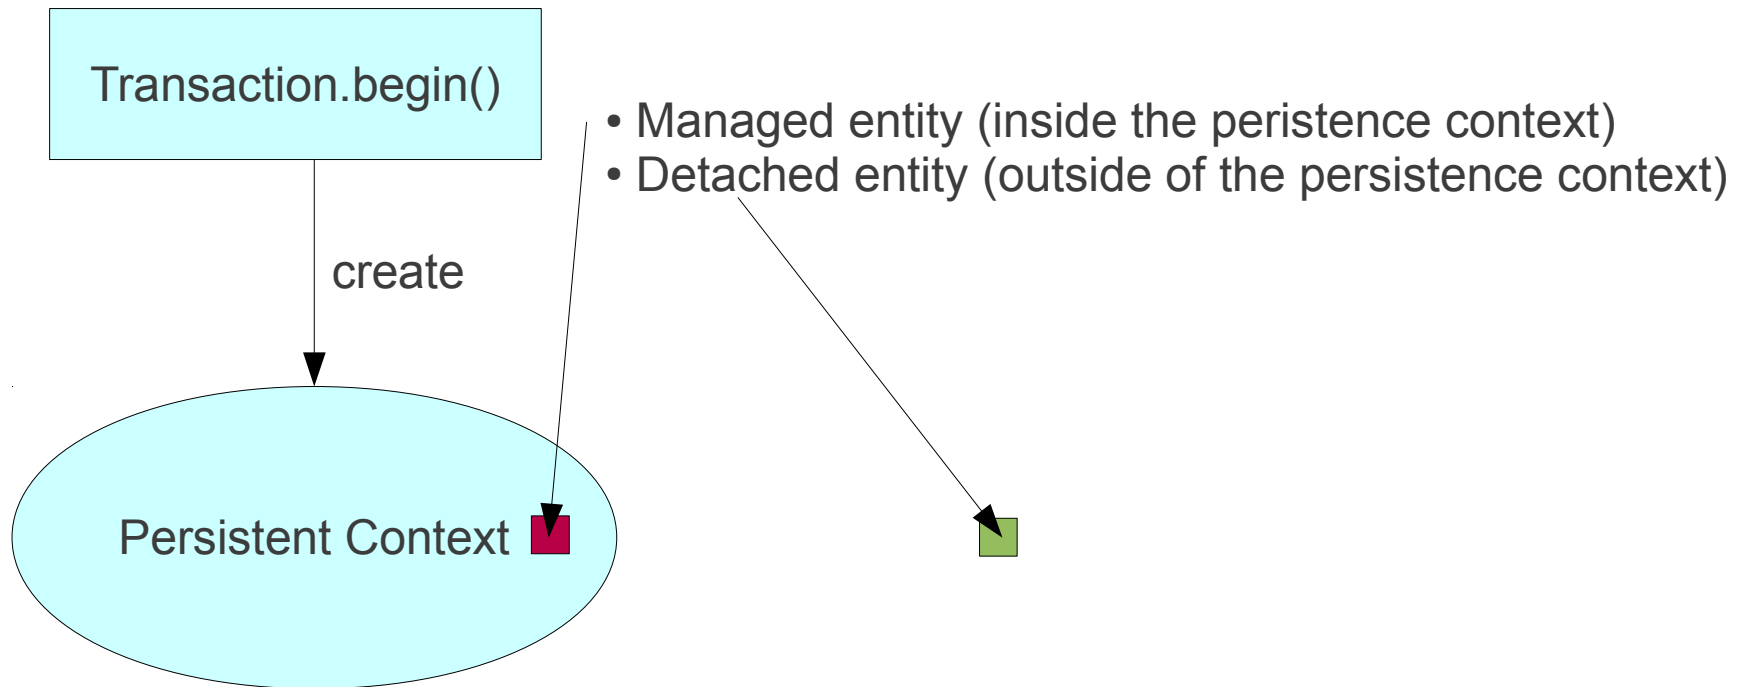 Transaction.begin()
• Managed entity (inside the peristence context)
• Detached entity (outside of the persistence context)
create
Persistent Context